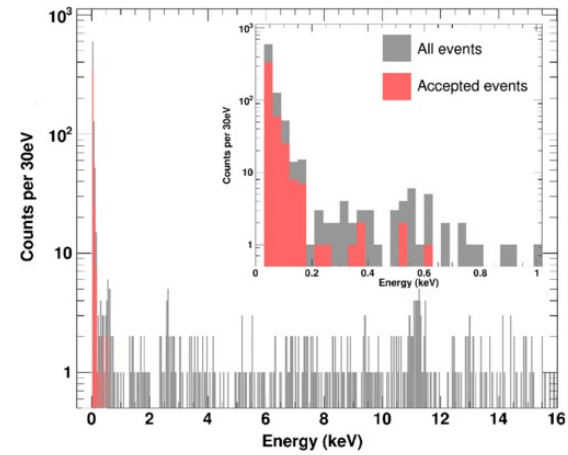 10³
10²
10
1
Counts per 30eV
0 2 4 6 8 10 12 14 16
Energy (keV)
10³
10²
10
1
Counts per 30eV
0 0.2 0.4 0.6 0.8 1
Energy (keV)
All events
Accepted events